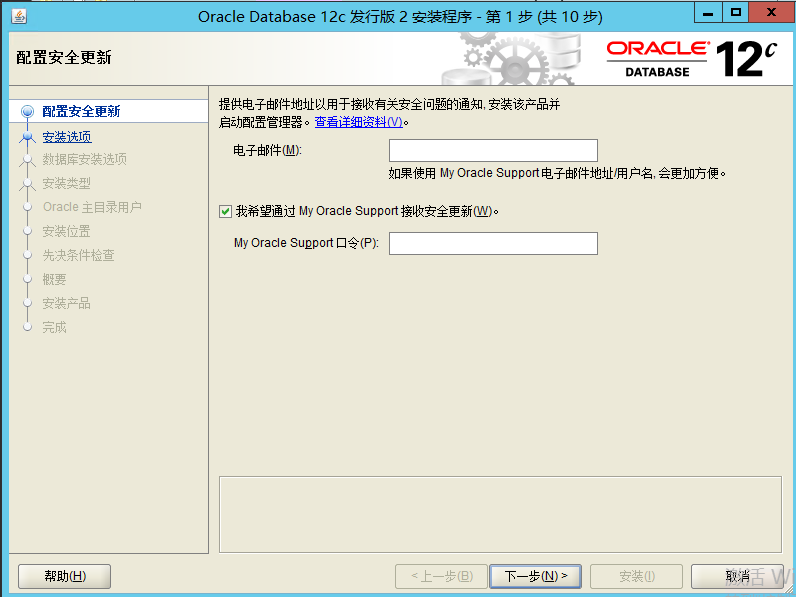 Oracle Database 12c 发行版 2 安装程序 - 第 1 步 (共 10 步)
配置安全更新
ORACLE
DATABASE
12c
配置安全更新
安装选项
数据库安装选项
安装类型
Oracle 主目录用户
安装位置
先决条件检查
概要
安装产品
完成
提供电子邮件地址以用于接收有关安全问题的通知, 安装该产品并
启动配置管理器。查看详细资料(V)。
电子邮件(M):
如果使用 My Oracle Support 电子邮件地址/用户名, 会更加方便。
我希望通过 My Oracle Support 接收安全更新(W)。
My Oracle Support 口令(P):
帮助(H)
< 上一步(B)
下一步(N) >
安装(I)
取消
激活 W